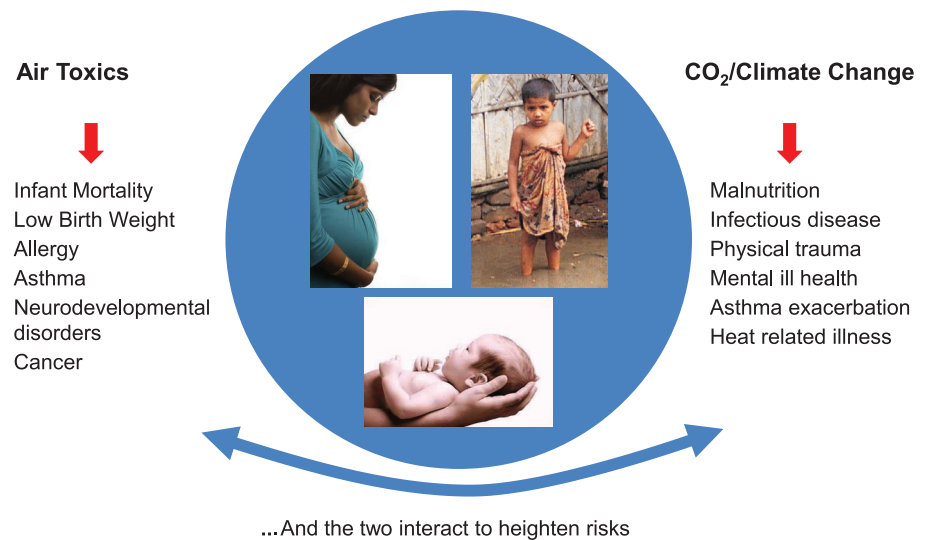 Air Toxics
Infant Mortality
Low Birth Weight
Allergy
Asthma
Neurodevelopmental
disorders
Cancer
CO₂/Climate Change
Malnutrition
Infectious disease
Physical trauma
Mental ill health
Asthma exacerbation
Heat related illness
...And the two interact to heighten risks